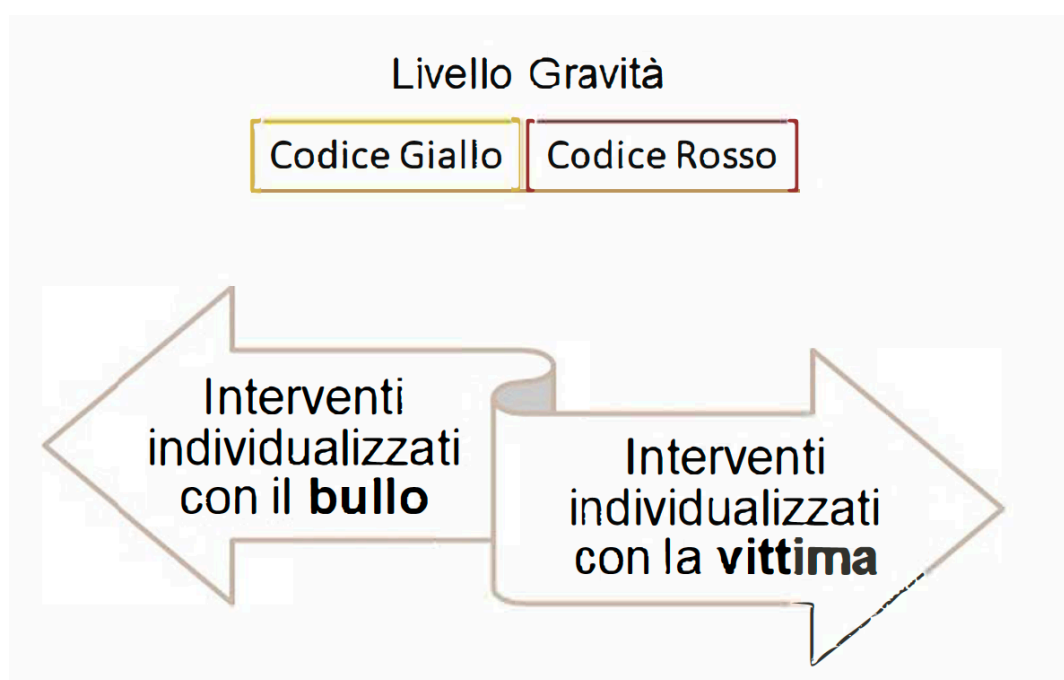 Livello Gravità
Codice Giallo Codice Rosso
Interventi
individualizzati
con il bullo
Interventi
individualizzati
con la vittima